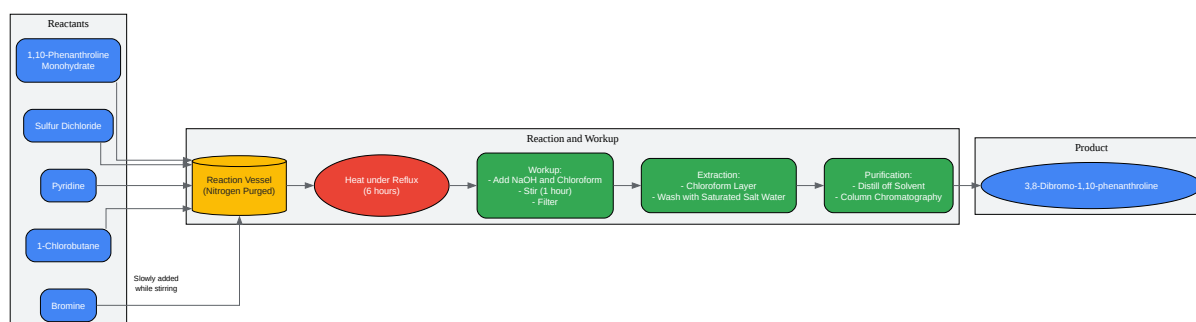 Reactants
1,10-Phenanthroline
Monohydrate
Sulfur Dichloride
Pyridine
1-Chlorobutane
Bromine
Slowly added
while stirring
Reaction and Workup
Reaction Vessel
(Nitrogen Purged)
Heat under Reflux
(6 hours)
Workup:
- Add NaOH and Chloroform
- Stir (1 hour)
- Filter
Extraction:
- Chloroform Layer
- Wash with Saturated Salt Water
Purification:
- Distill off Solvent
- Column Chromatography
Product
3,8-Dibromo-1,10-phenanthroline